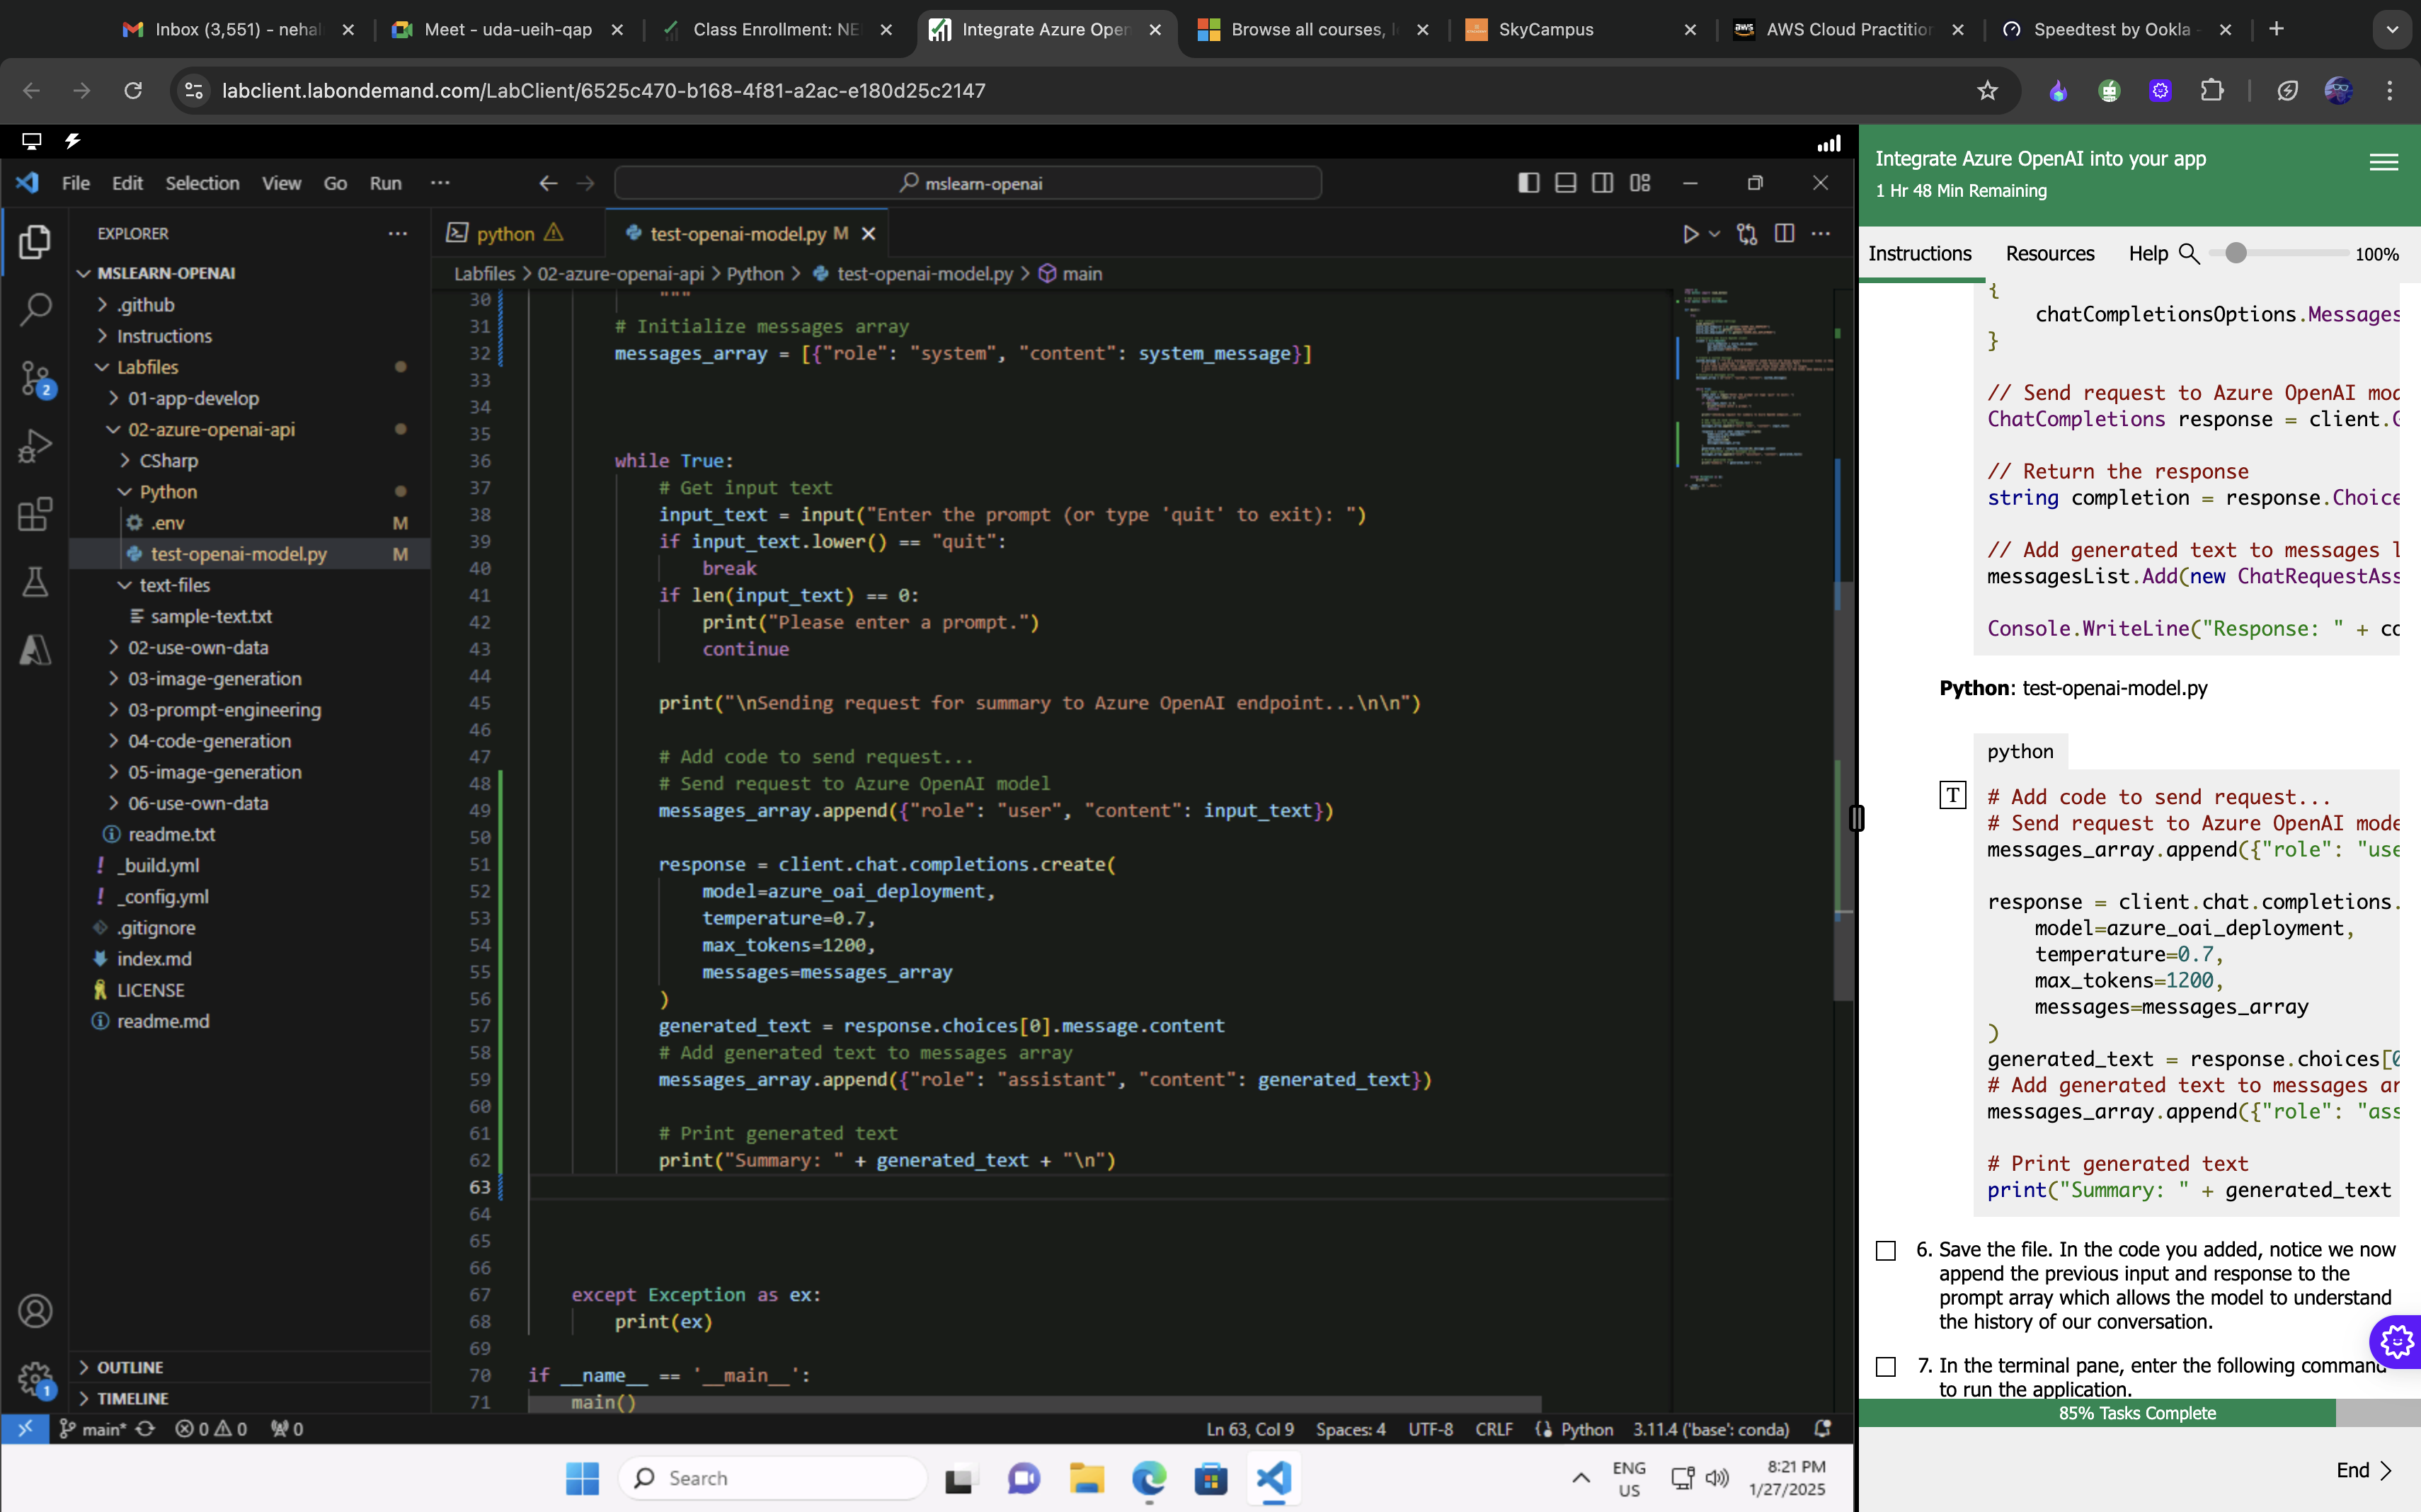 Inbox (3,551) - nehal
Meet - uda-ueih-qap
Class Enrollment: NE
Integrate Azure Open
Browse all courses, l
SkyCampus
AWS Cloud Practition
Speedtest by Ookla -
labclient.labondemand.com/LabClient/6525c470-b168-4f81-a2ac-e180d25c2147
File Edit Selection View Go Run ...
mslearn-openai
EXPLORER
MSLEARN-OPENAI
.github
Instructions
Labfiles
01-app-develop
02-azure-openai-api
CSharp
Python
.env M
test-openai-model.py M
text-files
sample-text.txt
02-use-own-data
03-image-generation
03-prompt-engineering
04-code-generation
05-image-generation
06-use-own-data
readme.txt
_build.yml
_config.yml
.gitignore
index.md
LICENSE
readme.md
OUTLINE
TIMELINE
2
1
python
test-openai-model.py M
Labfiles > 02-azure-openai-api > Python > test-openai-model.py > main
30 """
31 # Initialize messages array
32 messages_array = [{"role": "system", "content": system_message}]
33
34
35
36 while True:
37 # Get input text
38 input_text = input("Enter the prompt (or type 'quit' to exit): ")
39 if input_text.lower() == "quit":
40 break
41 if len(input_text) == 0:
42 print("Please enter a prompt.")
43 continue
44
45 print("\nSending request for summary to Azure OpenAI endpoint...\n\n")
46
47 # Add code to send request...
48 # Send request to Azure OpenAI model
49 messages_array.append({"role": "user", "content": input_text})
50
51 response = client.chat.completions.create(
52 model=azure_oai_deployment,
53 temperature=0.7,
54 max_tokens=1200,
55 messages=messages_array
56 )
57 generated_text = response.choices[0].message.content
58 # Add generated text to messages array
59 messages_array.append({"role": "assistant", "content": generated_text})
60
61 # Print generated text
62 print("Summary: " + generated_text + "\n")
63
64
65
66
67 except Exception as ex:
68 print(ex)
69
70 if __name__ == '__main__':
71 main()
main* 0 0 0
Ln 63, Col 9 Spaces: 4 UTF-8 CRLF Python 3.11.4 ('base': conda)
Search
ENG
US
8:21 PM
1/27/2025
Integrate Azure OpenAI into your app
1 Hr 48 Min Remaining
Instructions Resources Help 100%
{
chatCompletionsOptions.Messages
}
// Send request to Azure OpenAI mod
ChatCompletions response = client.G
// Return the response
string completion = response.Choice
// Add generated text to messages l
messagesList.Add(new ChatRequestAss
Console.WriteLine("Response: " + co
Python: test-openai-model.py
python
T
# Add code to send request...
# Send request to Azure OpenAI mode
messages_array.append({"role": "use
response = client.chat.completions.
model=azure_oai_deployment,
temperature=0.7,
max_tokens=1200,
messages=messages_array
)
generated_text = response.choices[0
# Add generated text to messages ar
messages_array.append({"role": "ass
# Print generated text
print("Summary: " + generated_text
6. Save the file. In the code you added, notice we now
append the previous input and response to the
prompt array which allows the model to understand
the history of our conversation.
7. In the terminal pane, enter the following command
to run the application.
85% Tasks Complete
End